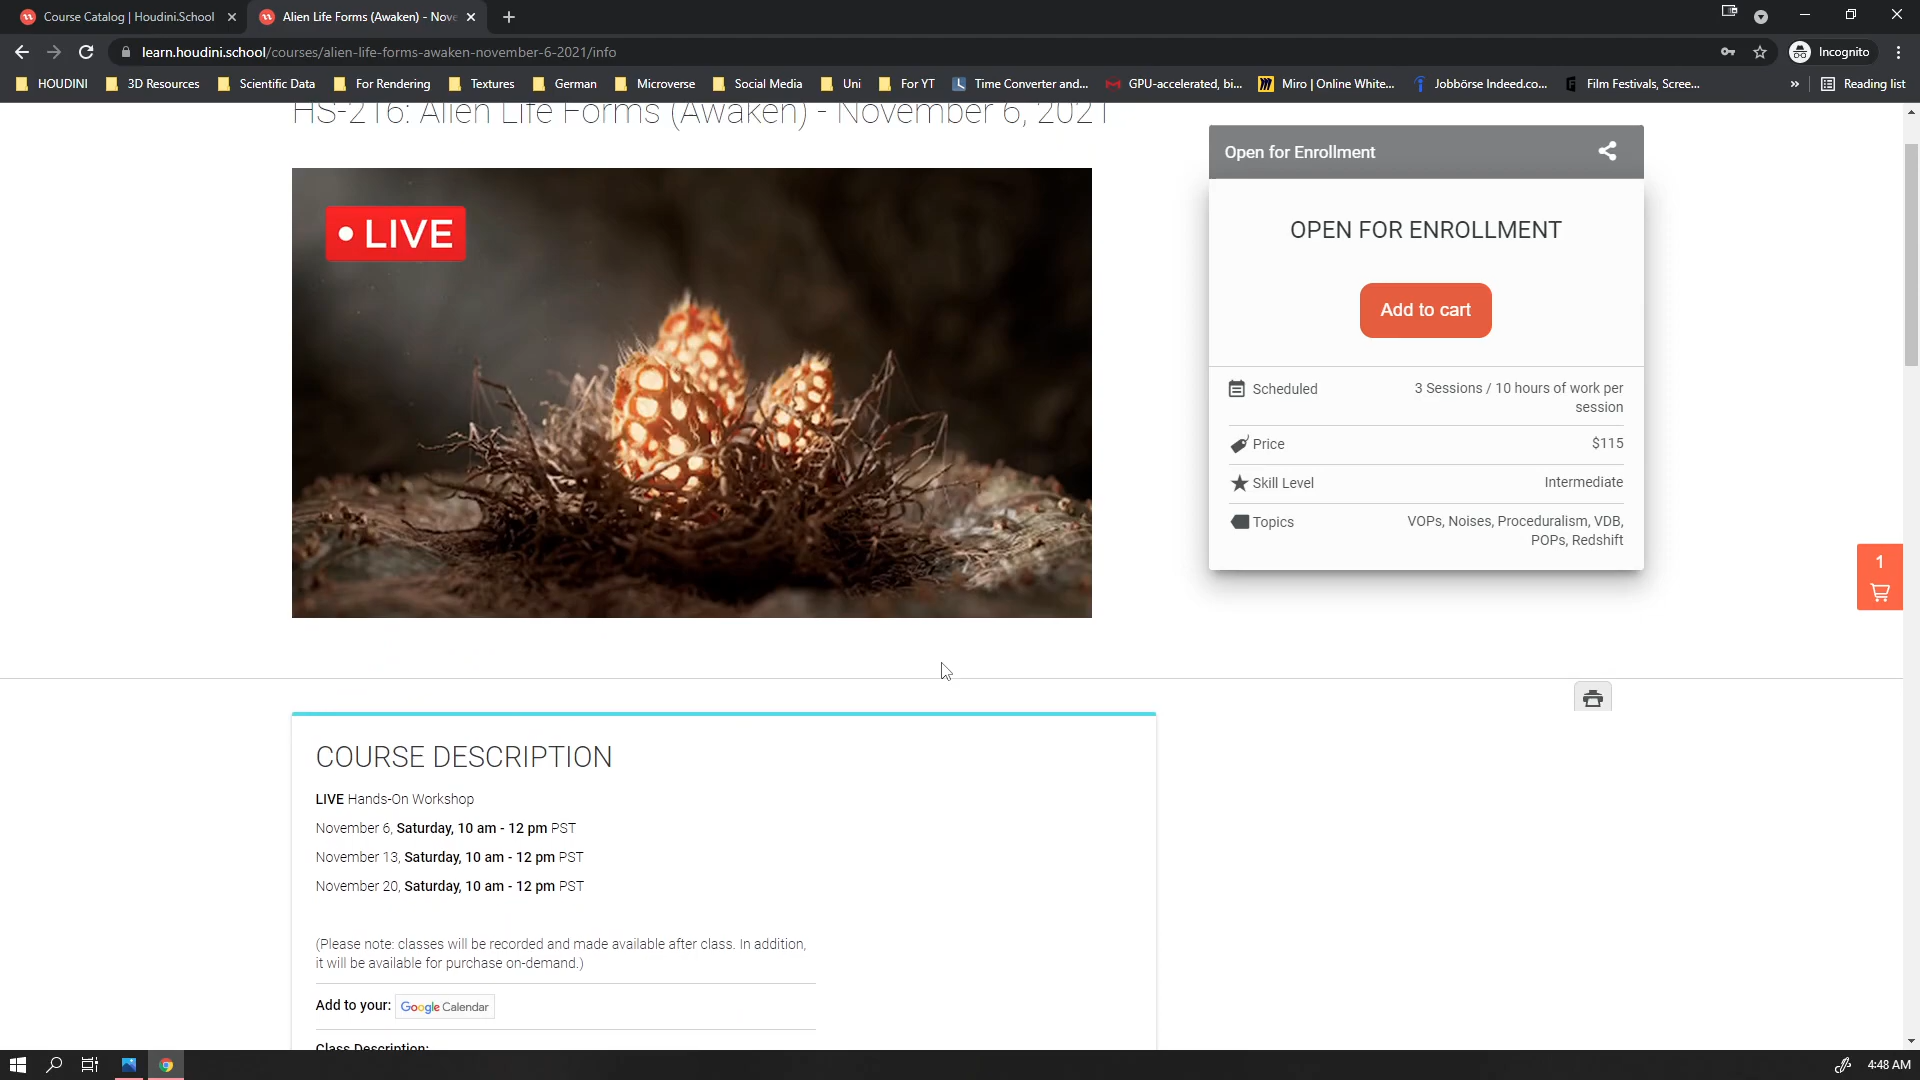 Course Catalog | Houdini.School
Alien Life Forms (Awaken) - Nove
learn.houdini.school/courses/alien-life-forms-awaken-november-6-2021/info
Incognito
HOUDINI
3D Resources
Scientific Data
For Rendering
Textures
German
Microverse
Social Media
Uni
For YT
Time Converter and...
GPU-accelerated, bi...
Miro | Online White...
Jobbörse Indeed.co...
Film Festivals, Scree...
»
Reading list
HS-216: Alien Life Forms (Awaken) - November 6, 2021
LIVE
Open for Enrollment
OPEN FOR ENROLLMENT
Add to cart
Scheduled
3 Sessions / 10 hours of work per
session
Price
$115
Skill Level
Intermediate
Topics
VOPs, Noises, Proceduralism, VDB,
POPs, Redshift
1
COURSE DESCRIPTION
LIVE Hands-On Workshop
November 6, Saturday, 10 am - 12 pm PST
November 13, Saturday, 10 am - 12 pm PST
November 20, Saturday, 10 am - 12 pm PST
(Please note: classes will be recorded and made available after class. In addition,
it will be available for purchase on-demand.)
Add to your: Google Calendar
Class Description:
4:48 AM